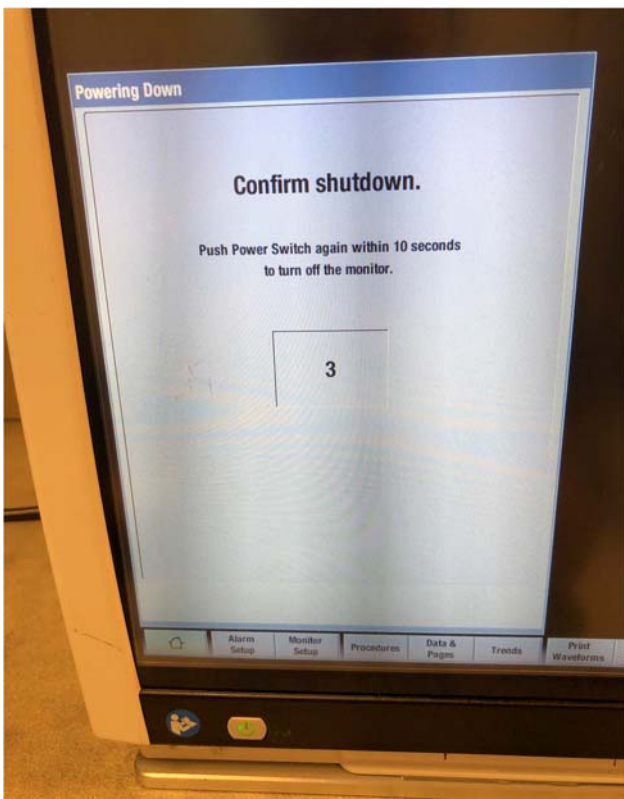 Powering Down
Confirm shutdown.
Push Power Switch again within 10 seconds
to turn off the monitor.
3
Alarm
Setup
Monitor
Setup
Procedures
Data &
Pages
Trends
Print
Waveforms